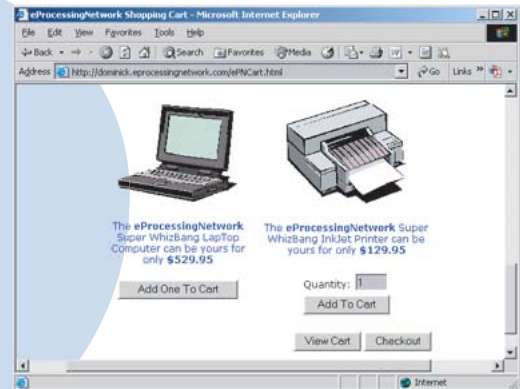 eProcessingNetwork Shopping Cart - Microsoft Internet Explorer
File Edit View Favorites Tools Help
Back Search Favorites Media
Address http://dominick.eprocessingnetwork.com/ePNCart.html Go Links »
The eProcessingNetwork
Super WhizBang LapTop
Computer can be yours for
only $529.95
Add One To Cart
The eProcessingNetwork Super
WhizBang InkJet Printer can be
yours for only $129.95
Quantity: 1
Add To Cart
View Cart Checkout
Internet